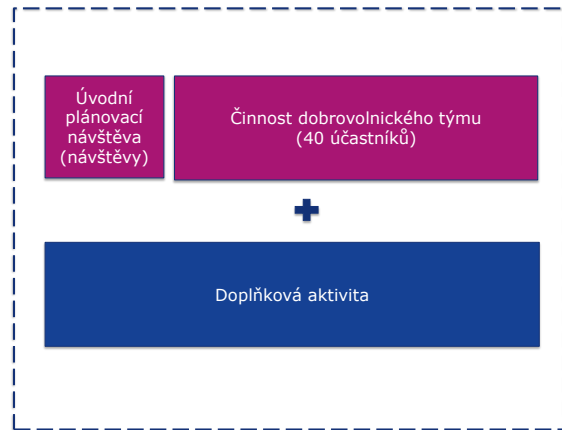 Úvodní
plánovací
návštěva
(návštěvy)
Činnost dobrovolnického týmu
(40 účastníků)
Doplňková aktivita